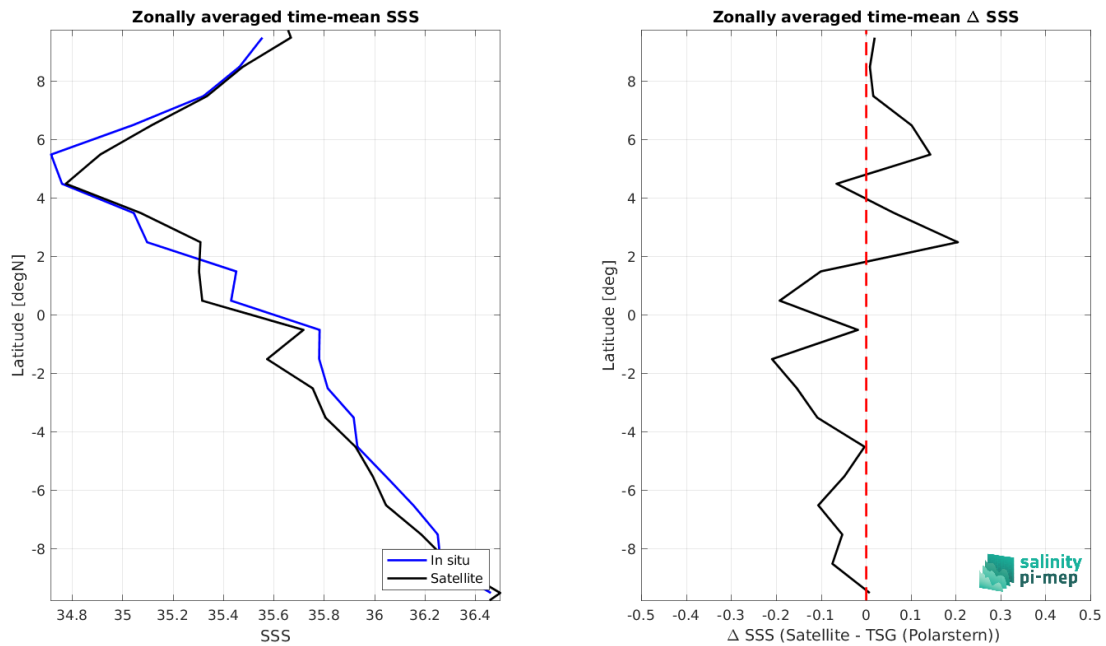 Zonally averaged time-mean SSS
8
6
4
2
0
-2
-4
-6
-8
Latitude [degN]
34.8 35 35.2 35.4 35.6 35.8 36 36.2 36.4
SSS
In situ
Satellite
Zonally averaged time-mean Δ SSS
8
6
4
2
0
-2
-4
-6
-8
Latitude [deg]
-0.5 -0.4 -0.3 -0.2 -0.1 0 0.1 0.2 0.3 0.4 0.5
Δ SSS (Satellite - TSG (Polarstern))
salinity
pi-mep